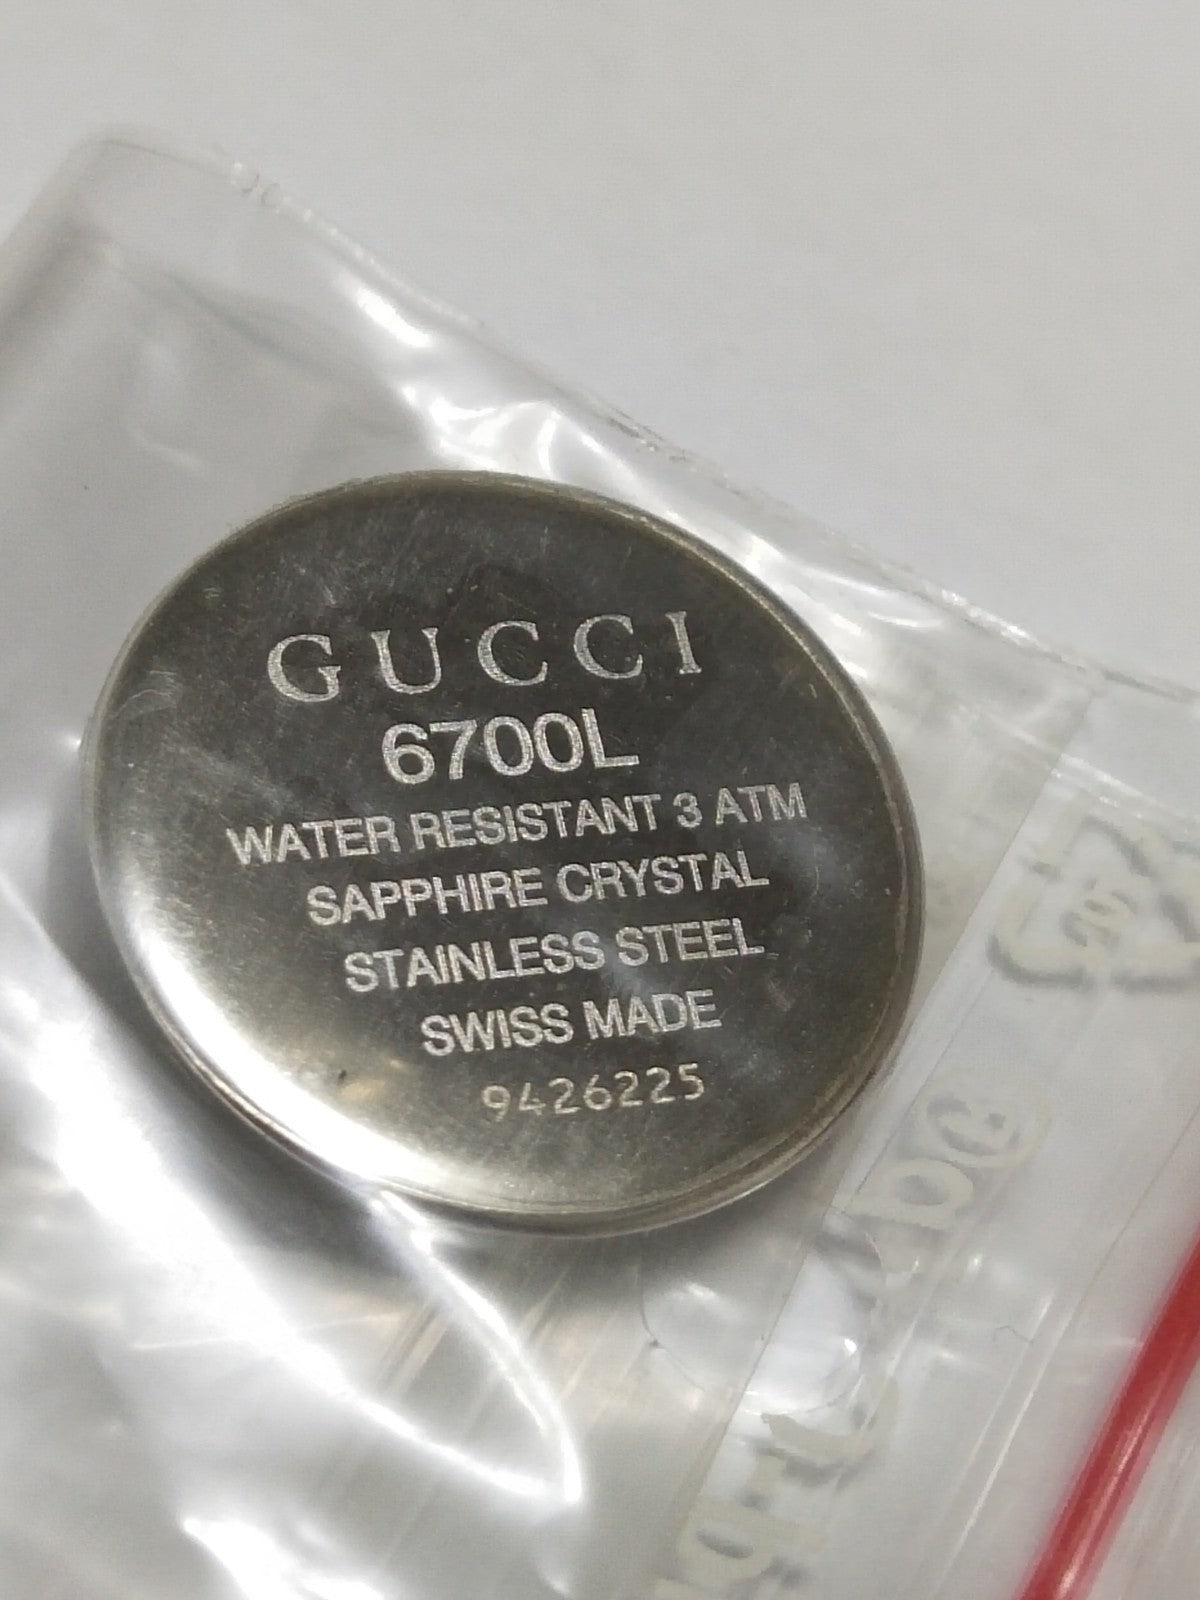 GUCCI
6700L
WATER RESISTANT 3 ATM
SAPPHIRE CRYSTAL
STAINLESS STEEL
SWISS MADE
9426225